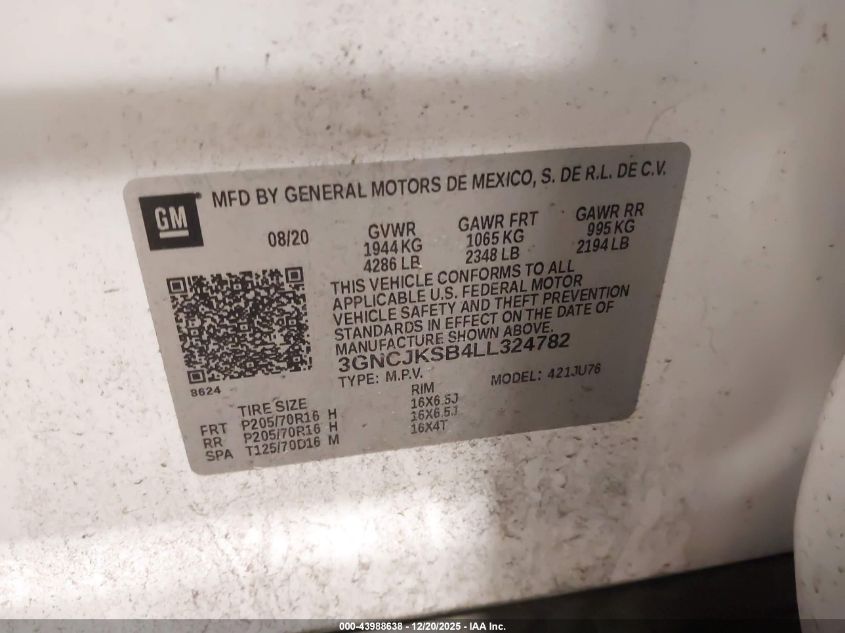 GM
MFD BY GENERAL MOTORS DE MEXICO, S. DE R.L. DE C.V.
08/20 GVWR GAWR FRT GAWR RR
1944 KG 1065 KG 995 KG
4286 LB 2348 LB 2194 LB
THIS VEHICLE CONFORMS TO ALL
APPLICABLE U.S. FEDERAL MOTOR
VEHICLE SAFETY AND THEFT PREVENTION
STANDARDS IN EFFECT ON THE DATE OF
MANUFACTURE SHOWN ABOVE.
3GNCJKSB4LL324782
TYPE: M.P.V. MODEL: 421JU76
8624
TIRE SIZE RIM
FRT P205/70R16 H 16X6.5J
RR P205/70R16 H 16X6.5J
SPA T125/70D16 M 16X4T
000-43988638 - 12/20/2025 - IAA Inc.